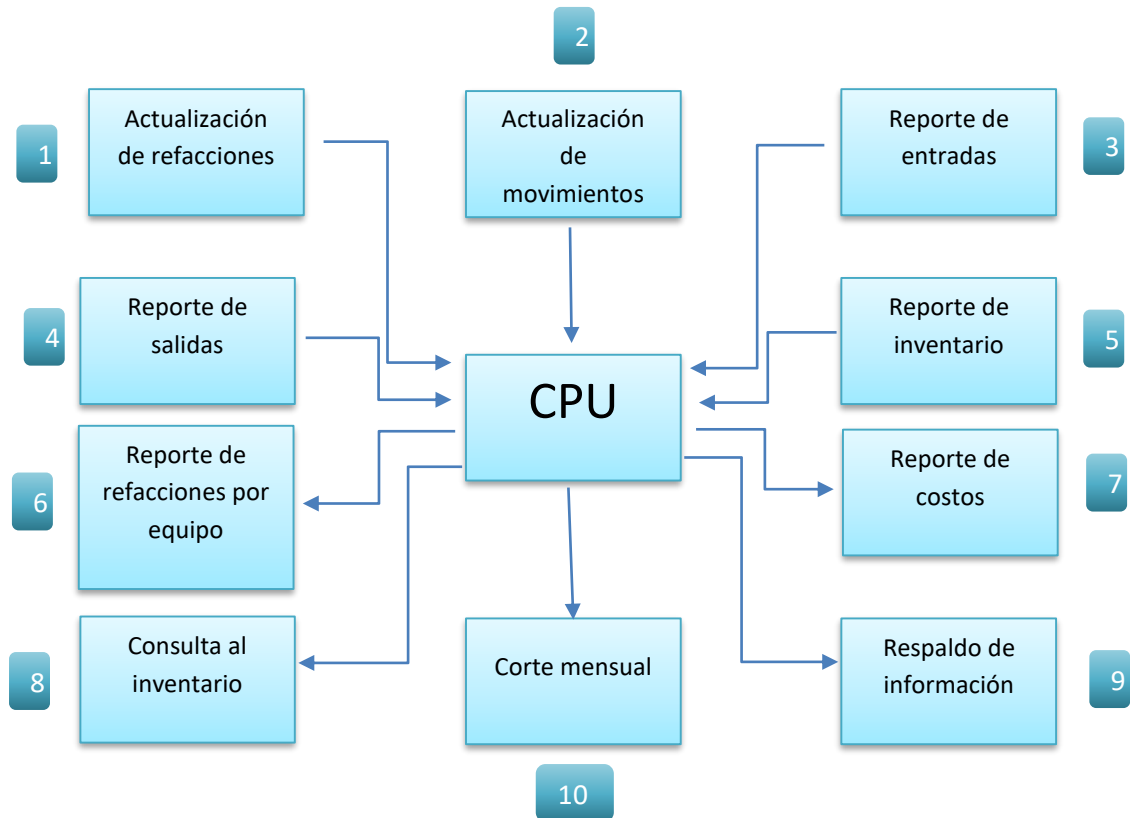 2
1
Actualización
de refacciones
Actualización
de
movimientos
Reporte de
entradas
3
4
Reporte de
salidas
Reporte de
inventario
5
CPU
6
Reporte de
refacciones por
equipo
Reporte de
costos
7
8
Consulta al
inventario
Corte mensual
Respaldo de
información
9
10